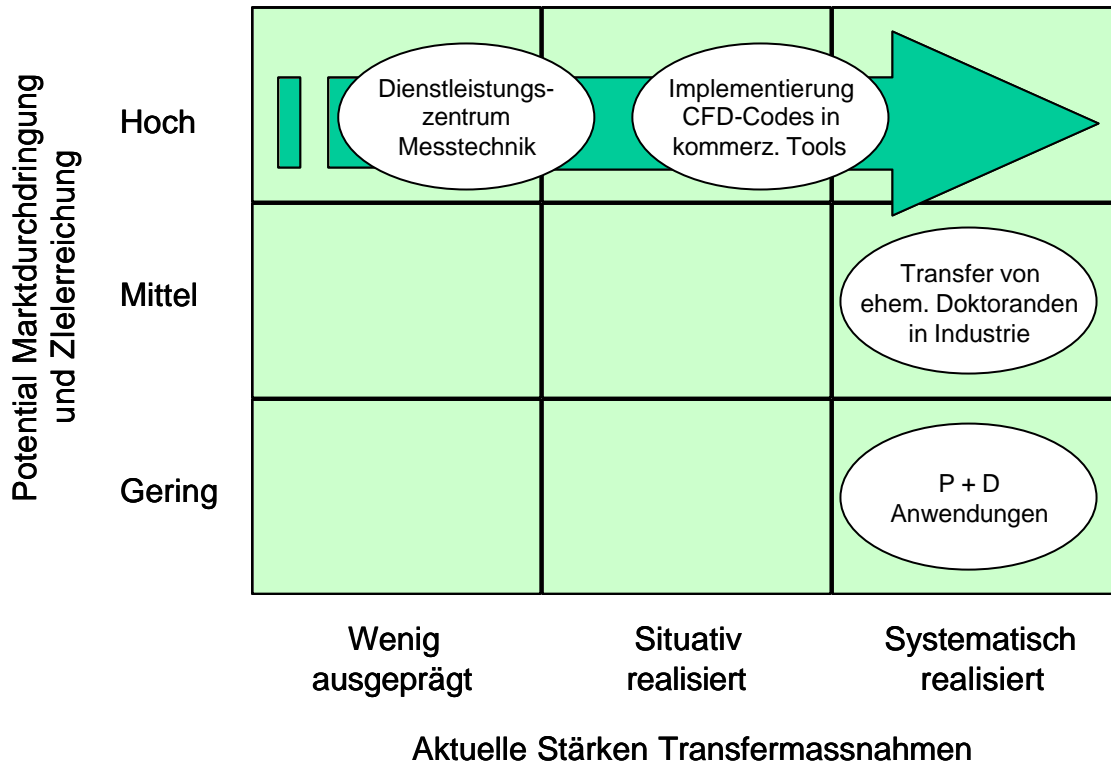 Potential Marktdurchdringung
und ZIelerreichung
Hoch
Dienstleistungs-
zentrum
Messtechnik
Implementierung
CFD-Codes in
kommerz. Tools
Mittel
Transfer von
ehem. Doktoranden
in Industrie
Gering
P + D
Anwendungen
Wenig
ausgeprägt
Situativ
realisiert
Systematisch
realisiert
Aktuelle Stärken Transfermassnahmen